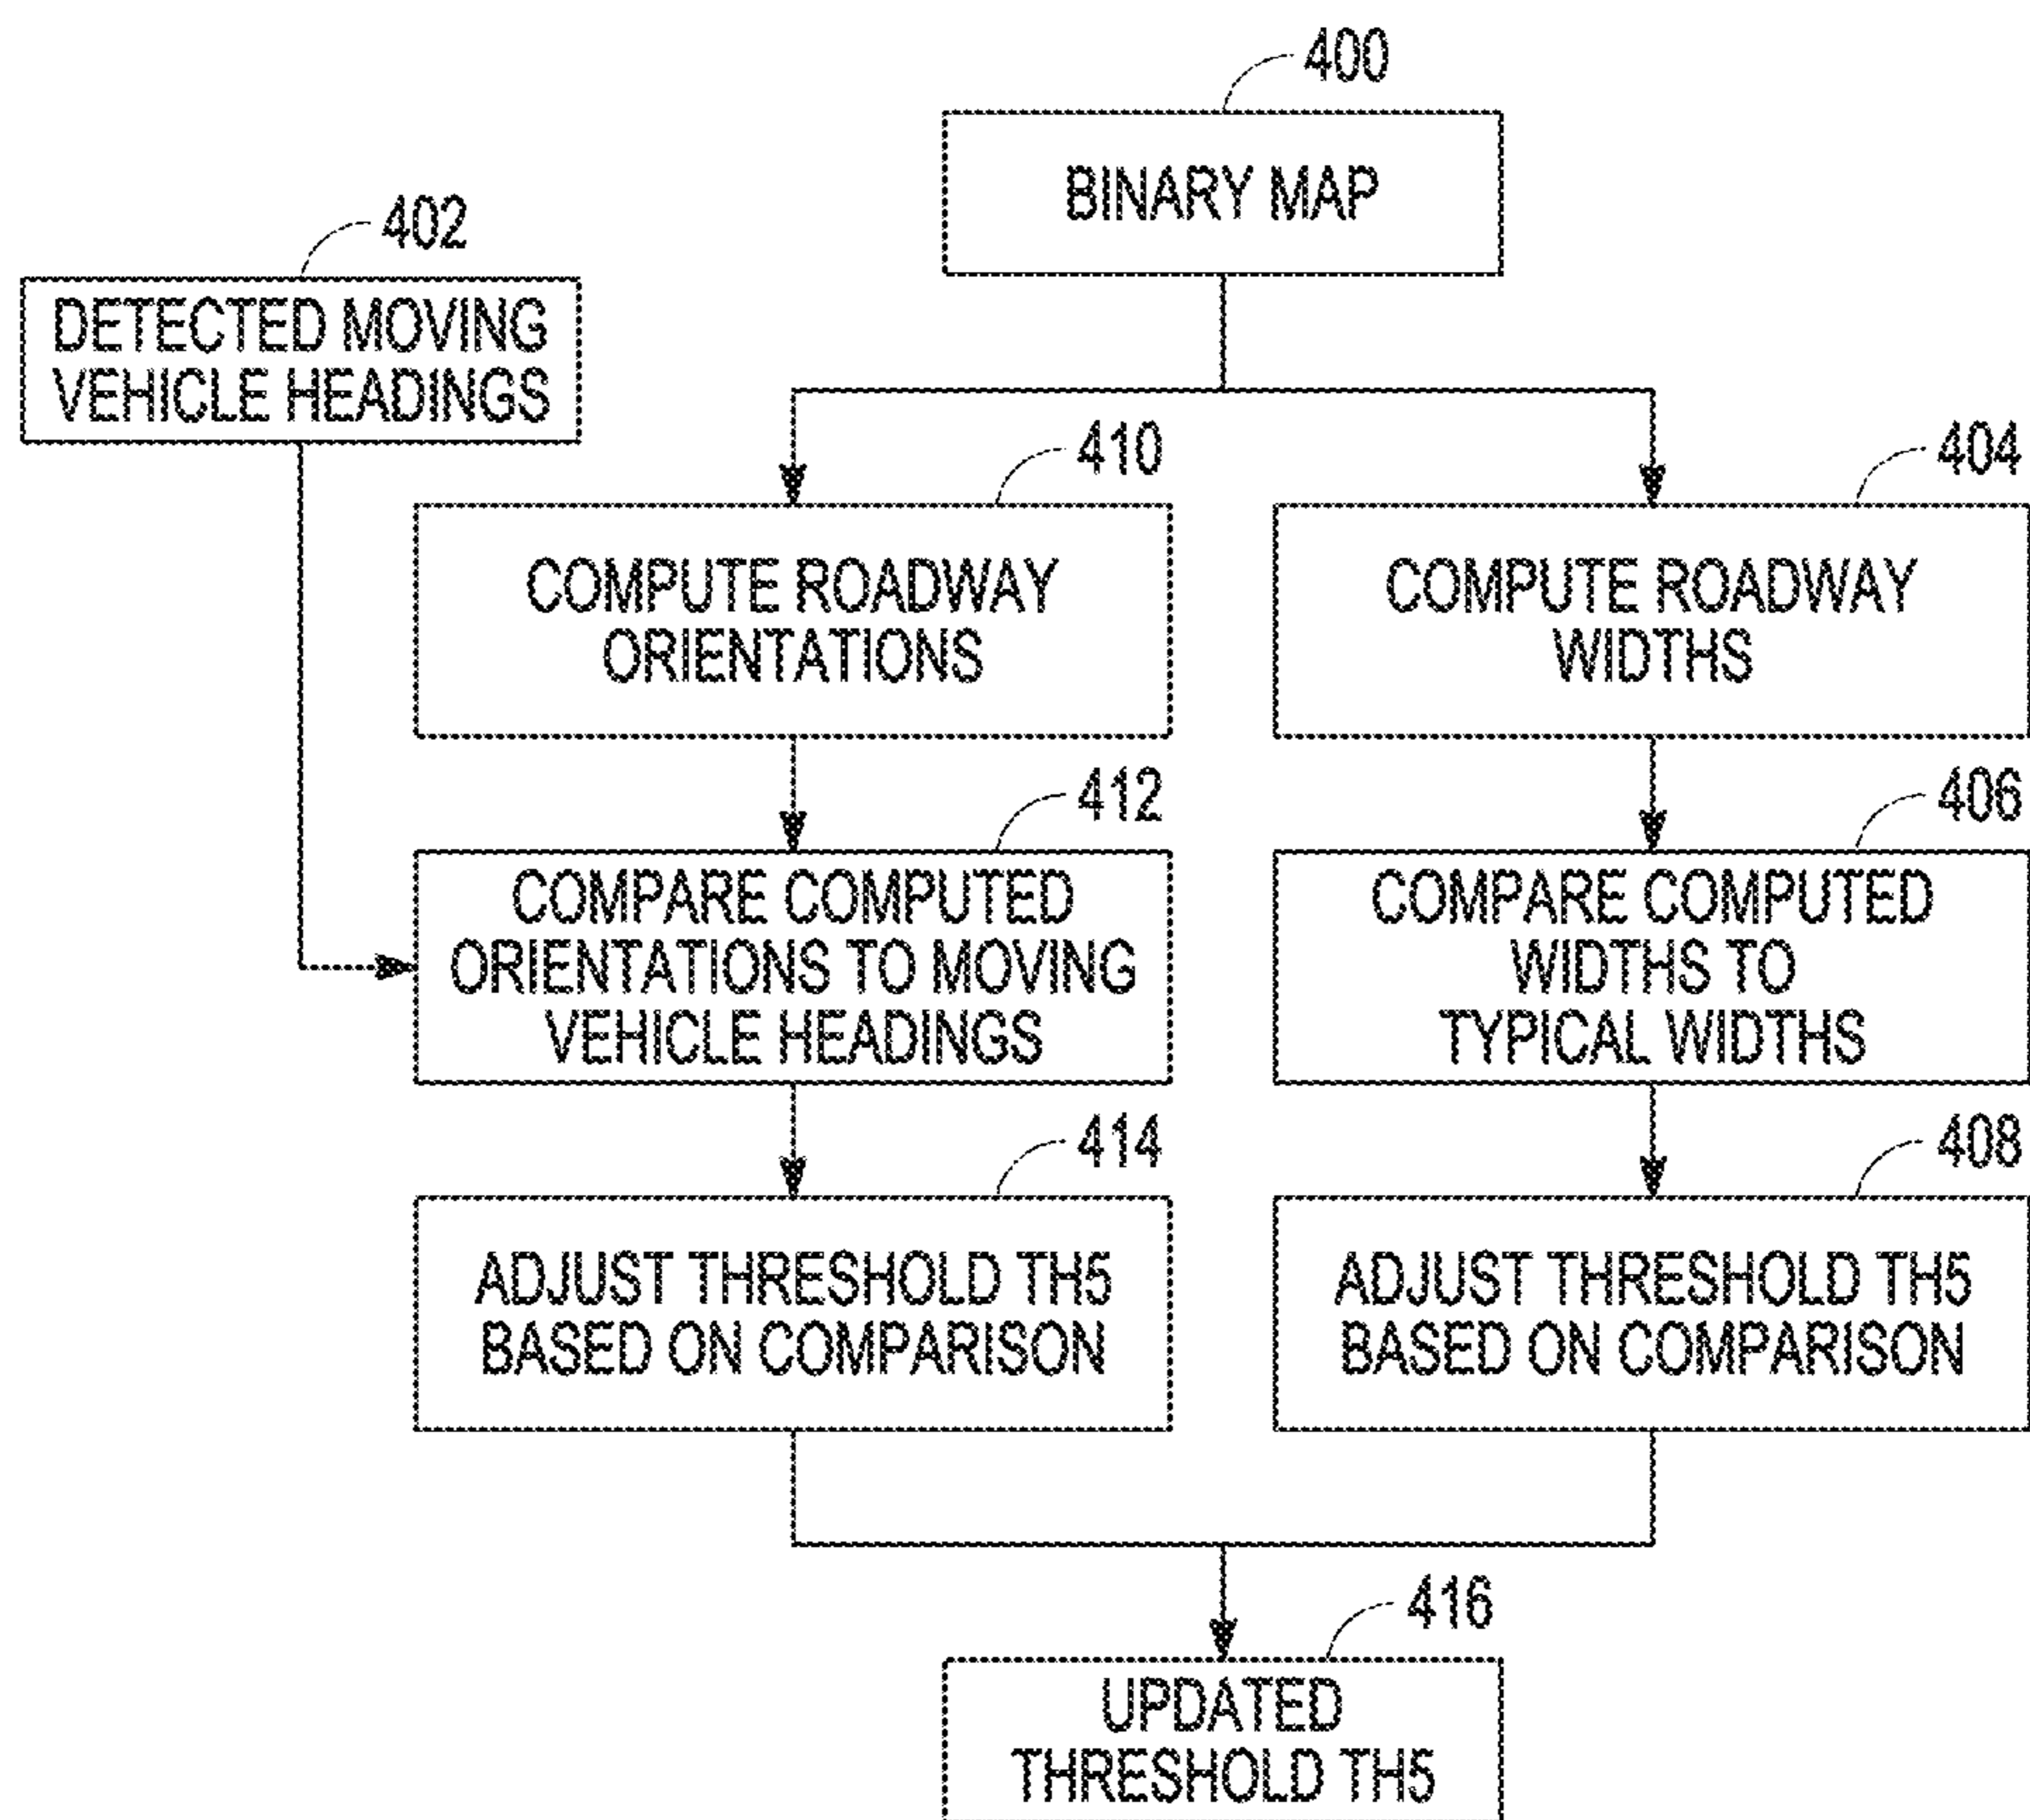 400
BINARY MAP
402
DETECTED MOVING
VEHICLE HEADINGS
410
COMPUTE ROADWAY
ORIENTATIONS
404
COMPUTE ROADWAY
WIDTHS
412
COMPARE COMPUTED
ORIENTATIONS TO MOVING
VEHICLE HEADINGS
406
COMPARE COMPUTED
WIDTHS TO
TYPICAL WIDTHS
414
ADJUST THRESHOLD TH5
BASED ON COMPARISON
408
ADJUST THRESHOLD TH5
BASED ON COMPARISON
416
UPDATED
THRESHOLD TH5